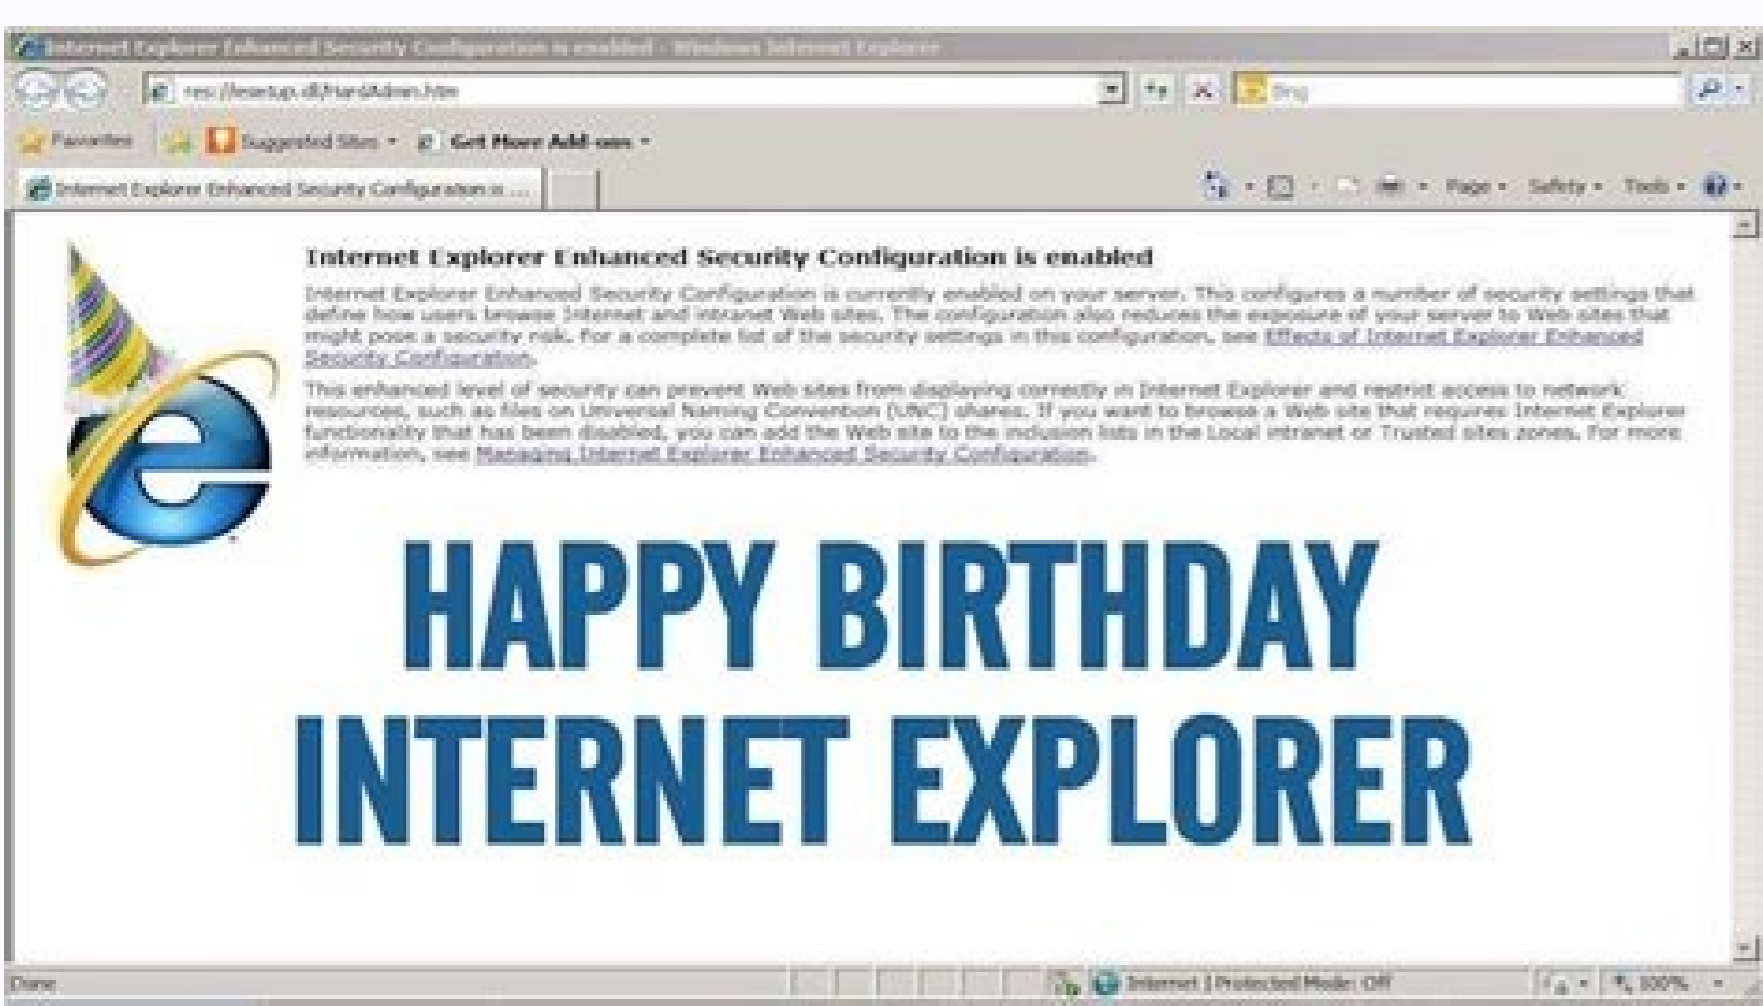 Internet Explorer Enhanced Security Configuration is enabled - Windows Internet Explorer
res://iesetup.dll/HardAdmin.htm
Bing
Favorites Suggested Sites Get More Add-ons
Internet Explorer Enhanced Security Configuration is ...
Page Safety Tools
Internet Explorer Enhanced Security Configuration is enabled
Internet Explorer Enhanced Security Configuration is currently enabled on your server. This configures a number of security settings that
define how users browse Internet and intranet Web sites. The configuration also reduces the exposure of your server to Web sites that
might pose a security risk. For a complete list of the security settings in this configuration, see Effects of Internet Explorer Enhanced
Security Configuration.
This enhanced level of security can prevent Web sites from displaying correctly in Internet Explorer and restrict access to network
resources, such as files on Universal Naming Convention (UNC) shares. If you want to browse a Web site that requires Internet Explorer
functionality that has been disabled, you can add the Web site to the inclusion lists in the Local intranet or Trusted sites zones. For more
information, see Managing Internet Explorer Enhanced Security Configuration.
HAPPY BIRTHDAY
INTERNET EXPLORER
Done Internet | Protected Mode: Off 100%